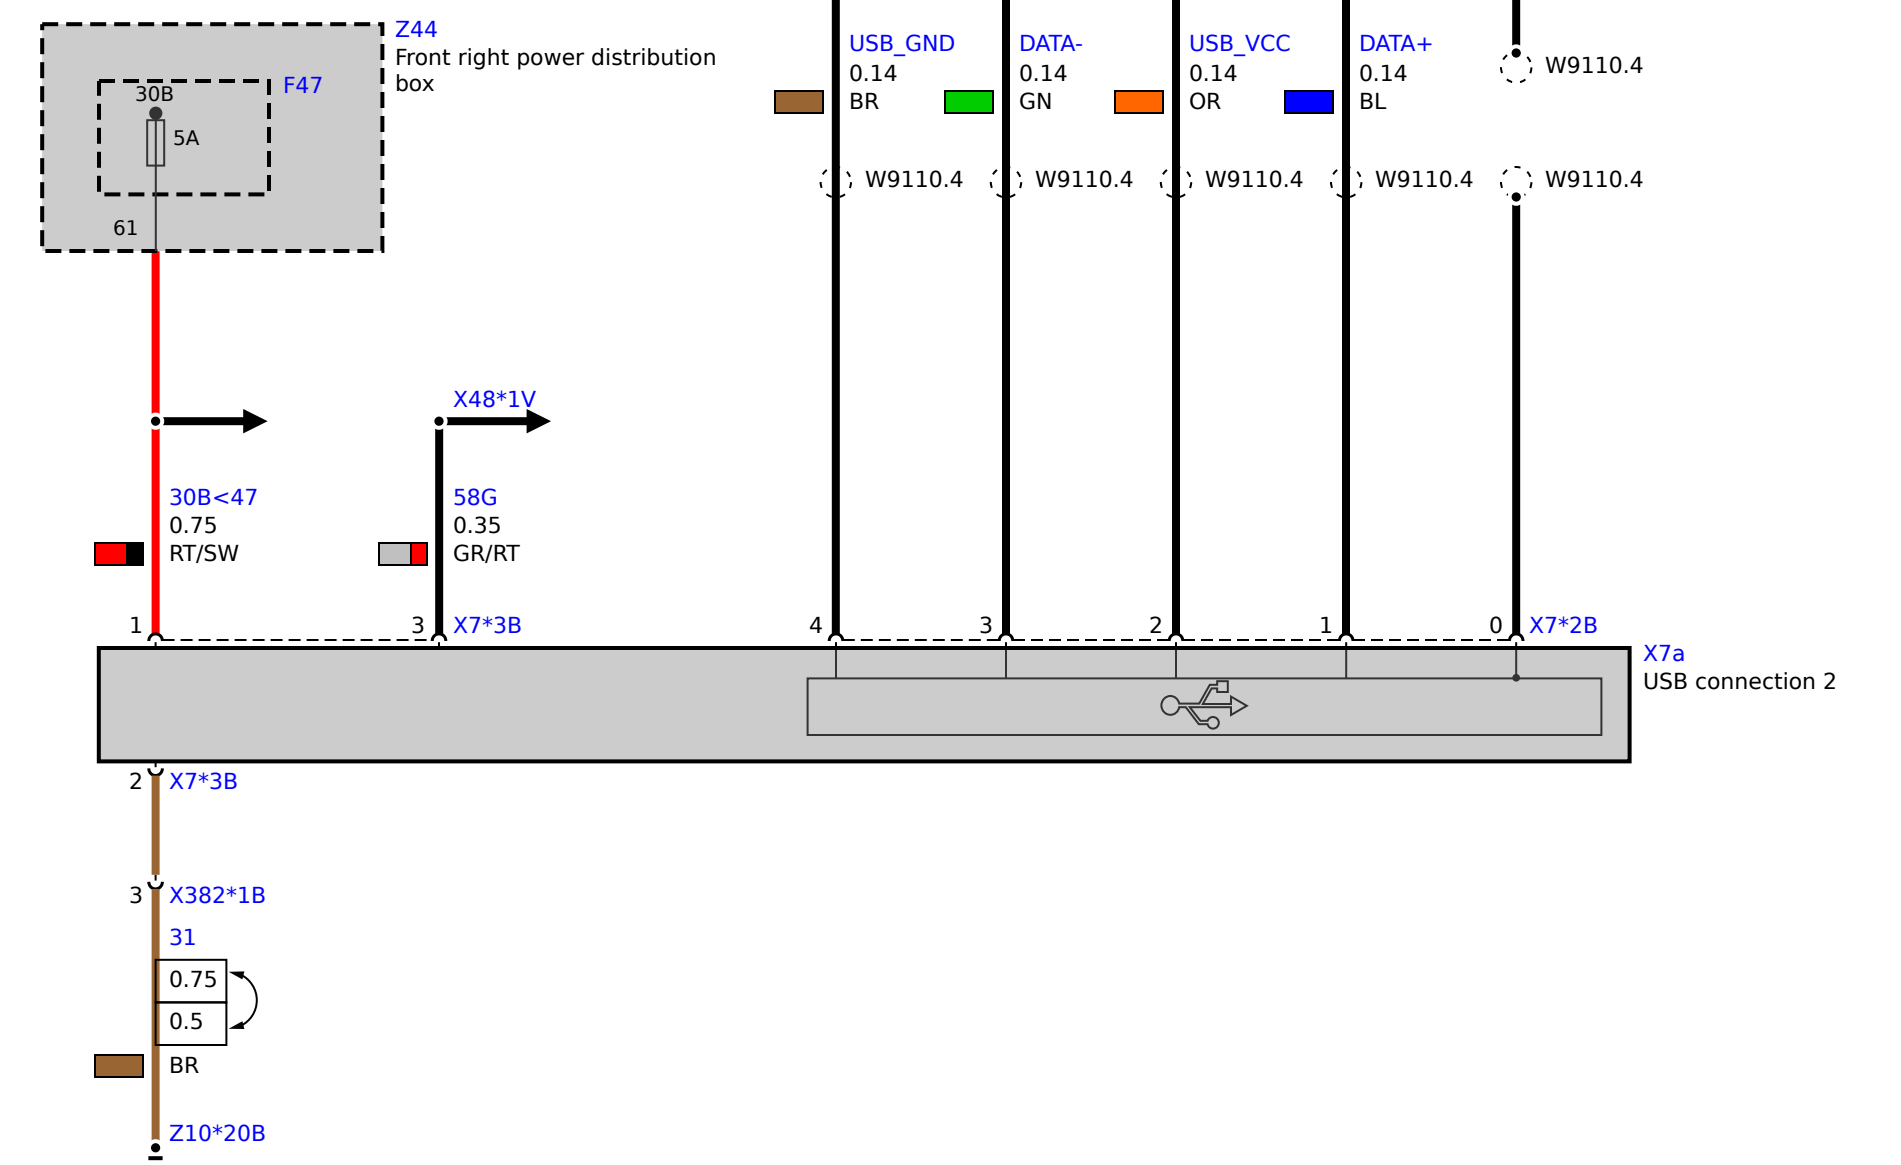 Z44
Front right power distribution
box
F47
30B
5A
61
USB_GND
0.14
BR
DATA-
0.14
GN
USB_VCC
0.14
OR
DATA+
0.14
BL
W9110.4
W9110.4
W9110.4
W9110.4
W9110.4
W9110.4
X48*1V
30B<47
0.75
RT/SW
58G
0.35
GR/RT
1
3
X7*3B
4
3
2
1
0
X7*2B
X7a
USB connection 2
2
X7*3B
3
X382*1B
31
0.75
0.5
BR
Z10*20B